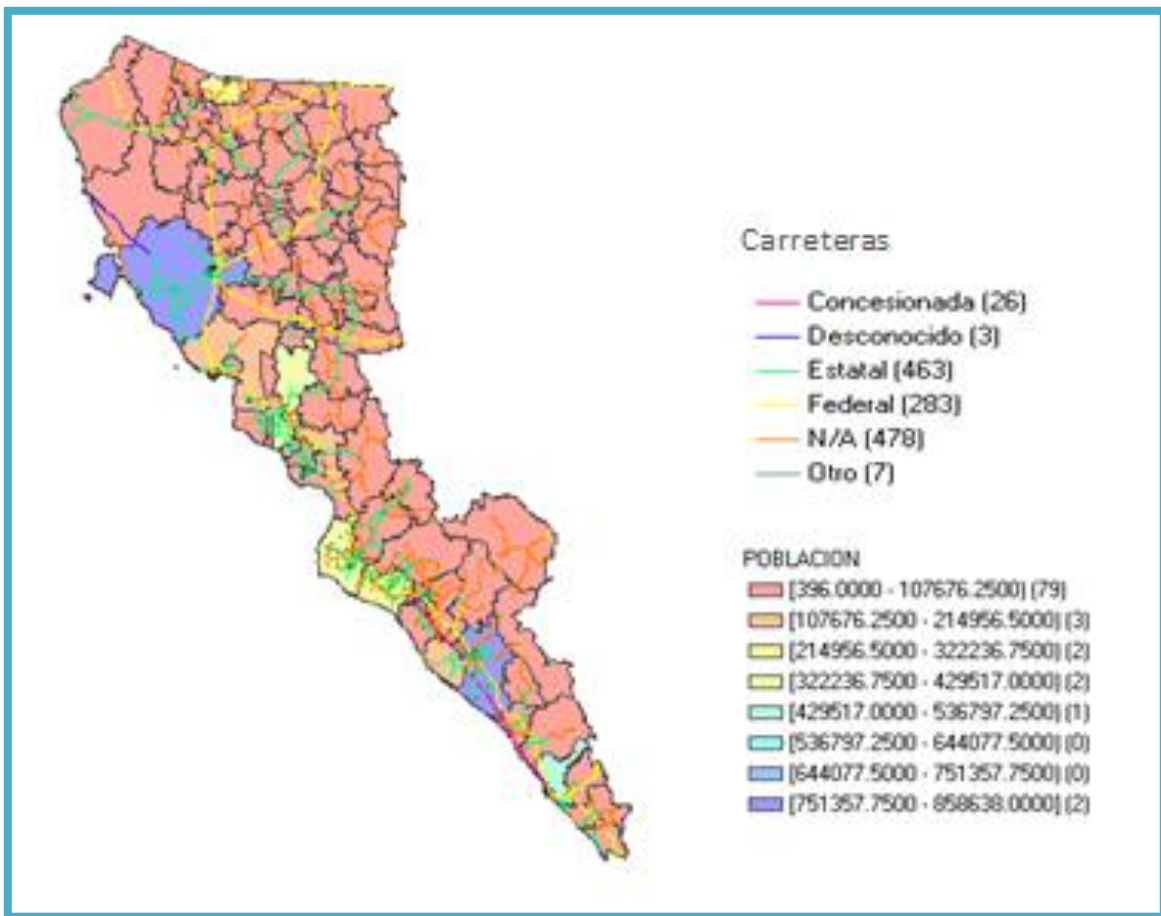 Carreteras
Concesionada (26)
Desconocido (3)
Estatal (463)
Federal (283)
N/A (478)
Otro (7)
POBLACION
[396.0000 - 107676.2500) (79)
[107676.2500 - 214956.5000) (3)
[214956.5000 - 322236.7500) (2)
[322236.7500 - 429517.0000) (2)
[429517.0000 - 536797.2500) (1)
[536797.2500 - 644077.5000) (0)
[644077.5000 - 751357.7500) (0)
[751357.7500 - 858638.0000] (2)